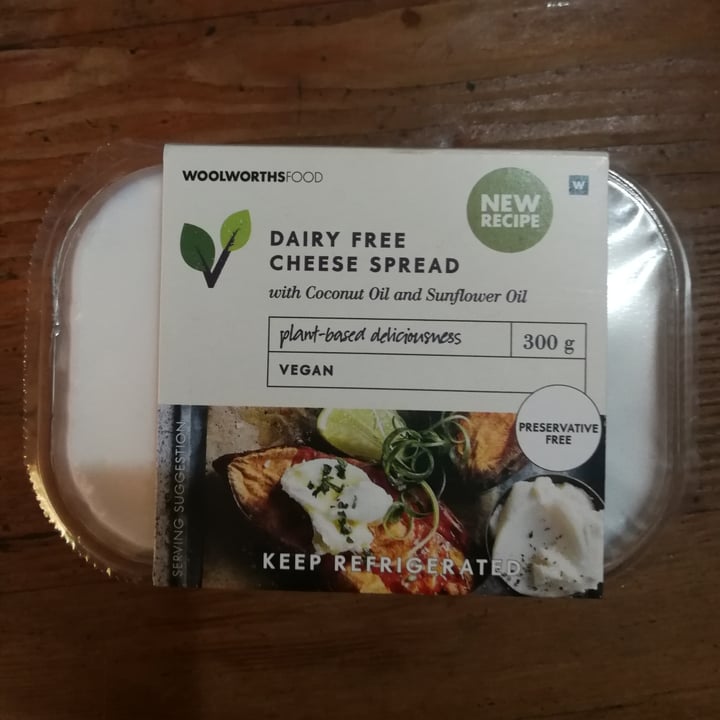 WOOLWORTHSFOOD
W
NEW
RECIPE
DAIRY FREE
CHEESE SPREAD
with Coconut Oil and Sunflower Oil
plant-based deliciousness
300 g
VEGAN
PRESERVATIVE
FREE
SERVING SUGGESTION
KEEP REFRIGERATED